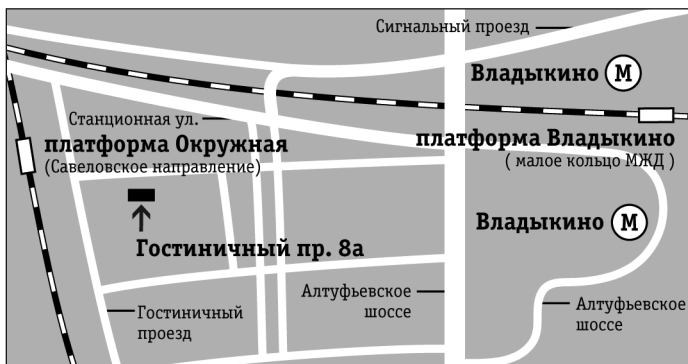 Сигнальный проезд
Владыкино М
Станционная ул.
платформа Окружная
(Савеловское направление)
платформа Владыкино
( малое кольцо МЖД )
Владыкино М
Гостиничный пр. 8а
Гостиничный
проезд
Алтуфьевское
шоссе
Алтуфьевское
шоссе